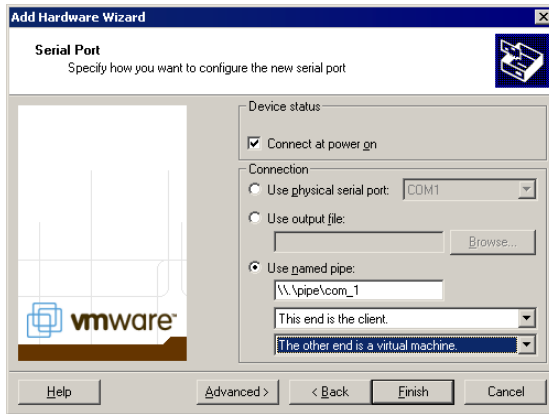 Add Hardware Wizard
Serial Port
Specify how you want to configure the new serial port
Device status
Connect at power on
Connection
Use physical serial port:
COM1
Use output file:
Browse...
Use named pipe:
\\.\pipe\com_1
This end is the client.
The other end is a virtual machine.
vmware
Help
Advanced >
< Back
Finish
Cancel